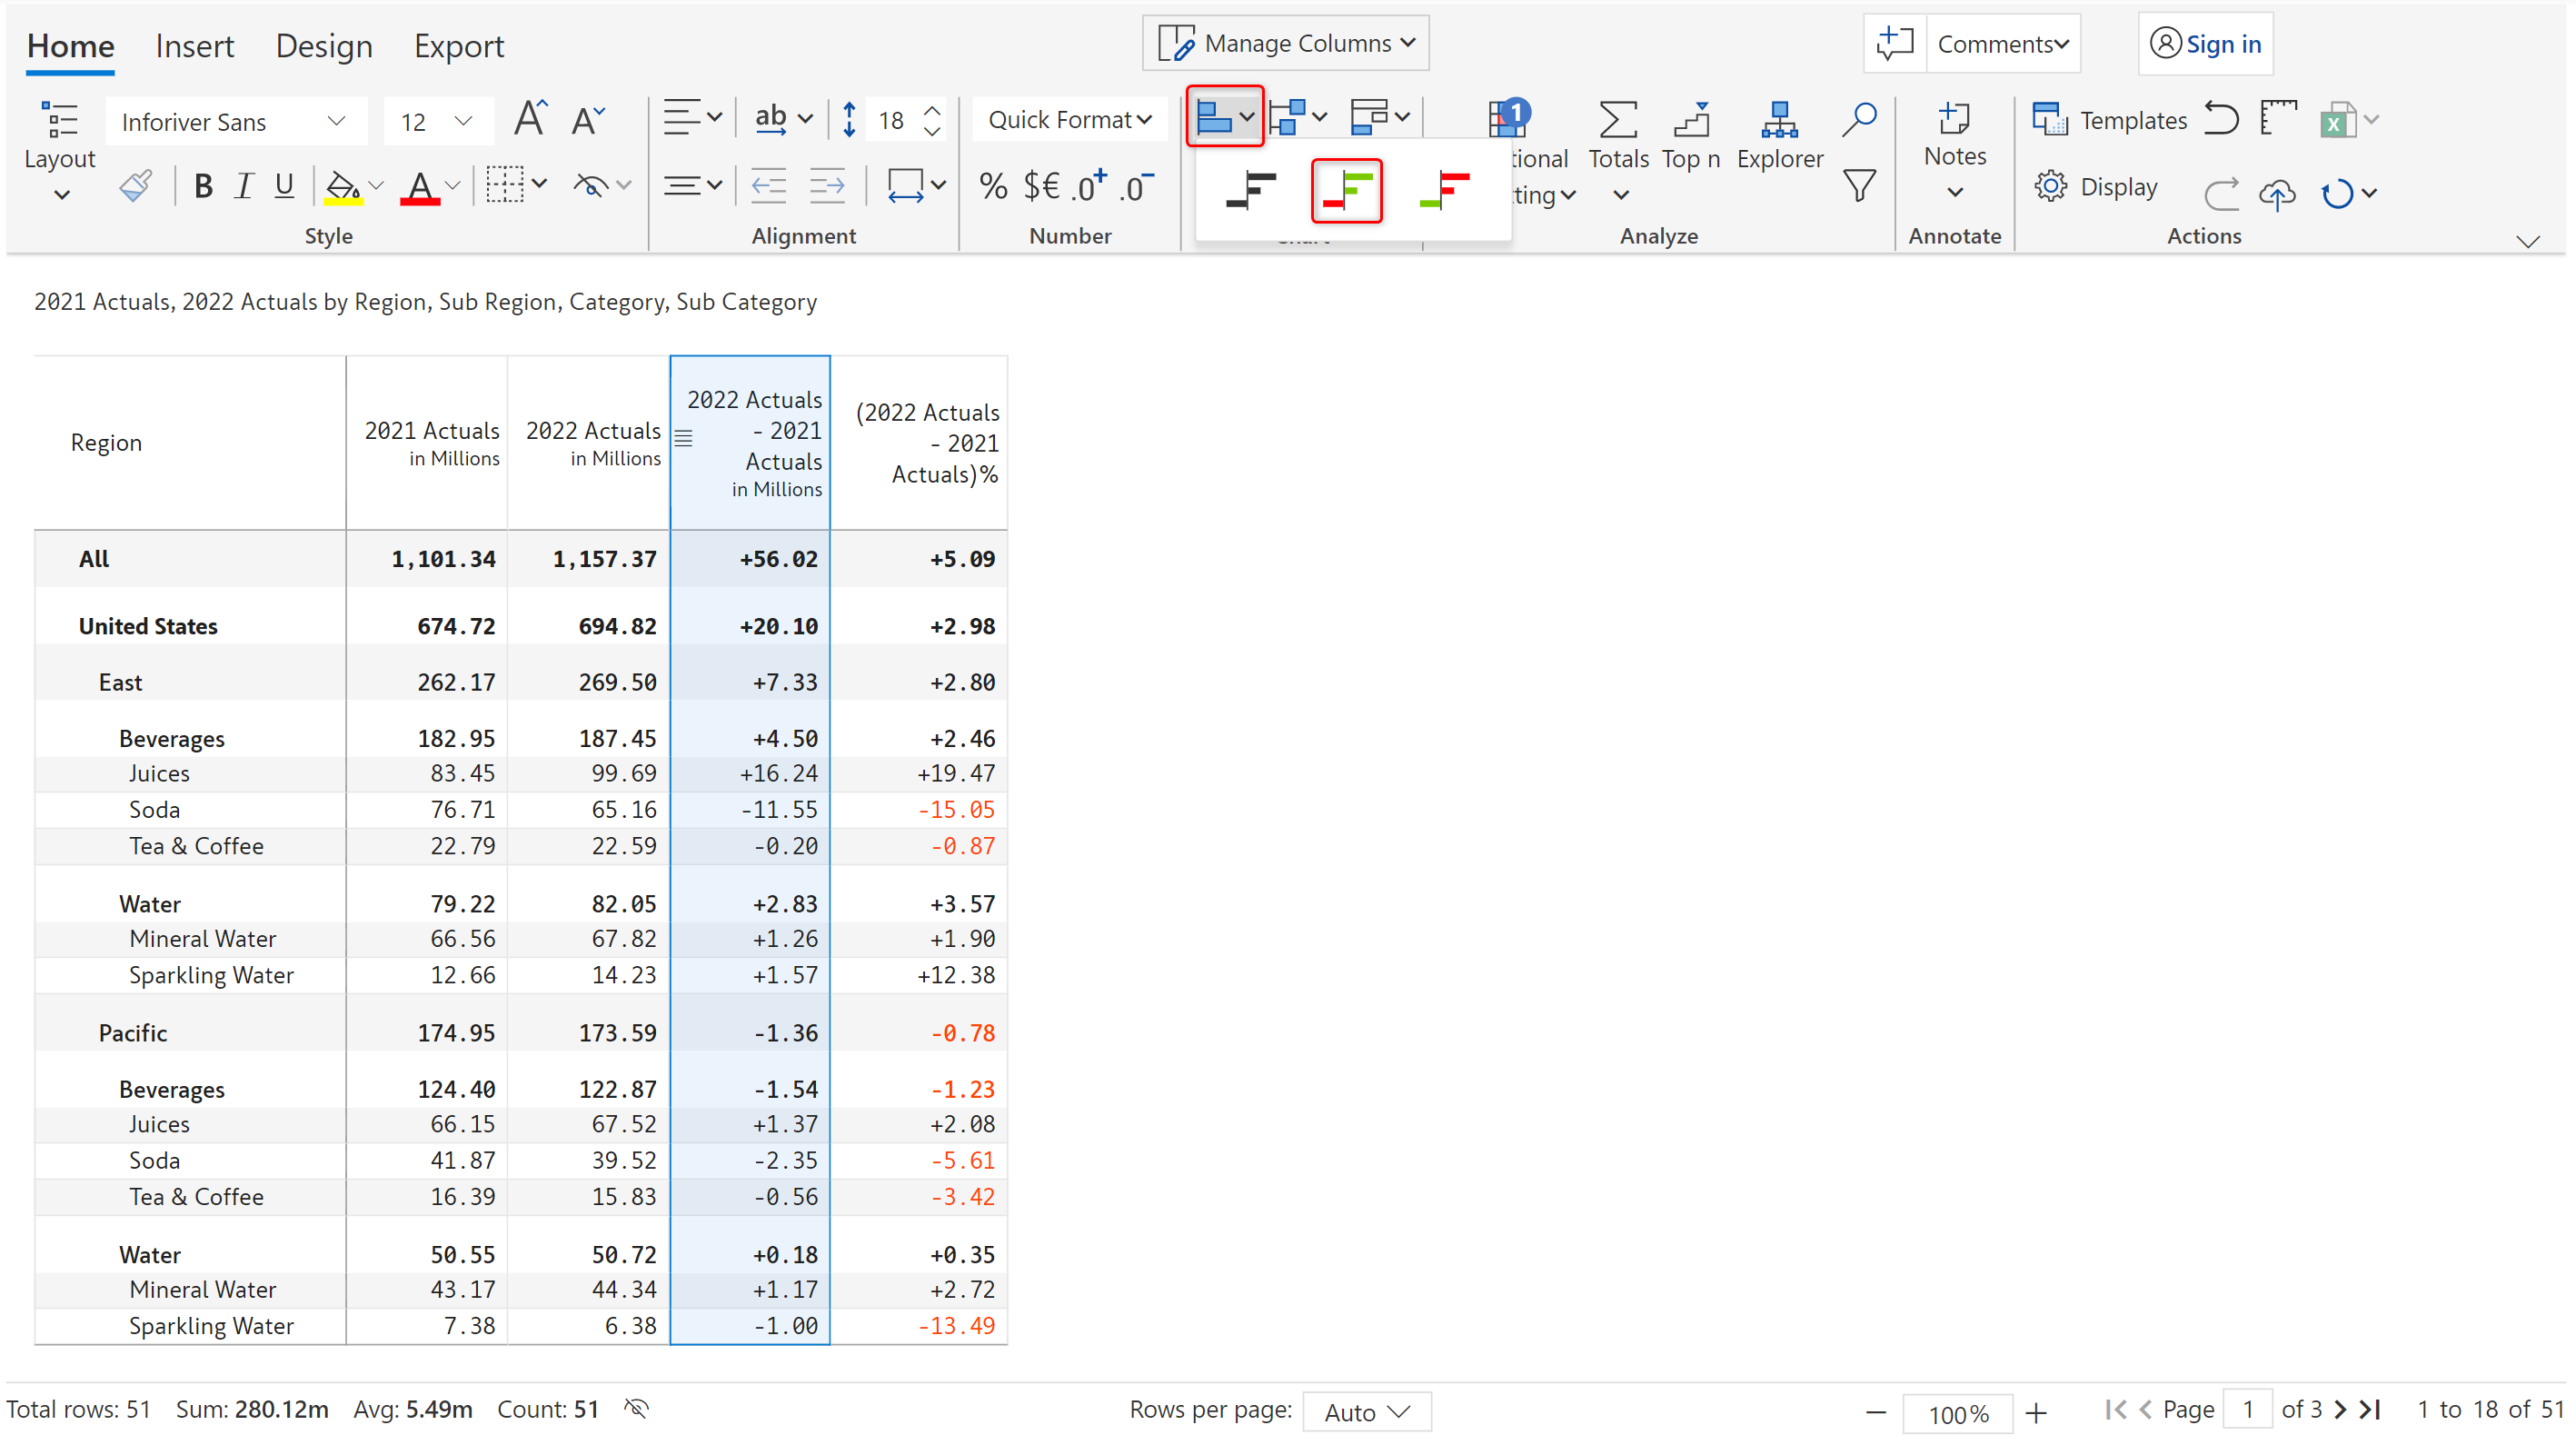 Home Insert Design Export Manage Columns Comments Sign in
Inforiver Sans 12 A A ab 18 Quick Format 1 Templates
Layout tional Totals Top n Explorer Notes
B I U A % $€ .0+ .0- ting Display
Style Alignment Number Analyze Annotate Actions
2021 Actuals, 2022 Actuals by Region, Sub Region, Category, Sub Category
Region 2021 Actuals in Millions 2022 Actuals in Millions 2022 Actuals - 2021 Actuals in Millions (2022 Actuals - 2021 Actuals)%
All 1,101.34 1,157.37 +56.02 +5.09
United States 674.72 694.82 +20.10 +2.98
East 262.17 269.50 +7.33 +2.80
Beverages 182.95 187.45 +4.50 +2.46
Juices 83.45 99.69 +16.24 +19.47
Soda 76.71 65.16 -11.55 -15.05
Tea & Coffee 22.79 22.59 -0.20 -0.87
Water 79.22 82.05 +2.83 +3.57
Mineral Water 66.56 67.82 +1.26 +1.90
Sparkling Water 12.66 14.23 +1.57 +12.38
Pacific 174.95 173.59 -1.36 -0.78
Beverages 124.40 122.87 -1.54 -1.23
Juices 66.15 67.52 +1.37 +2.08
Soda 41.87 39.52 -2.35 -5.61
Tea & Coffee 16.39 15.83 -0.56 -3.42
Water 50.55 50.72 +0.18 +0.35
Mineral Water 43.17 44.34 +1.17 +2.72
Sparkling Water 7.38 6.38 -1.00 -13.49
Total rows: 51 Sum: 280.12m Avg: 5.49m Count: 51 Rows per page: Auto 100% Page 1 of 3 1 to 18 of 51